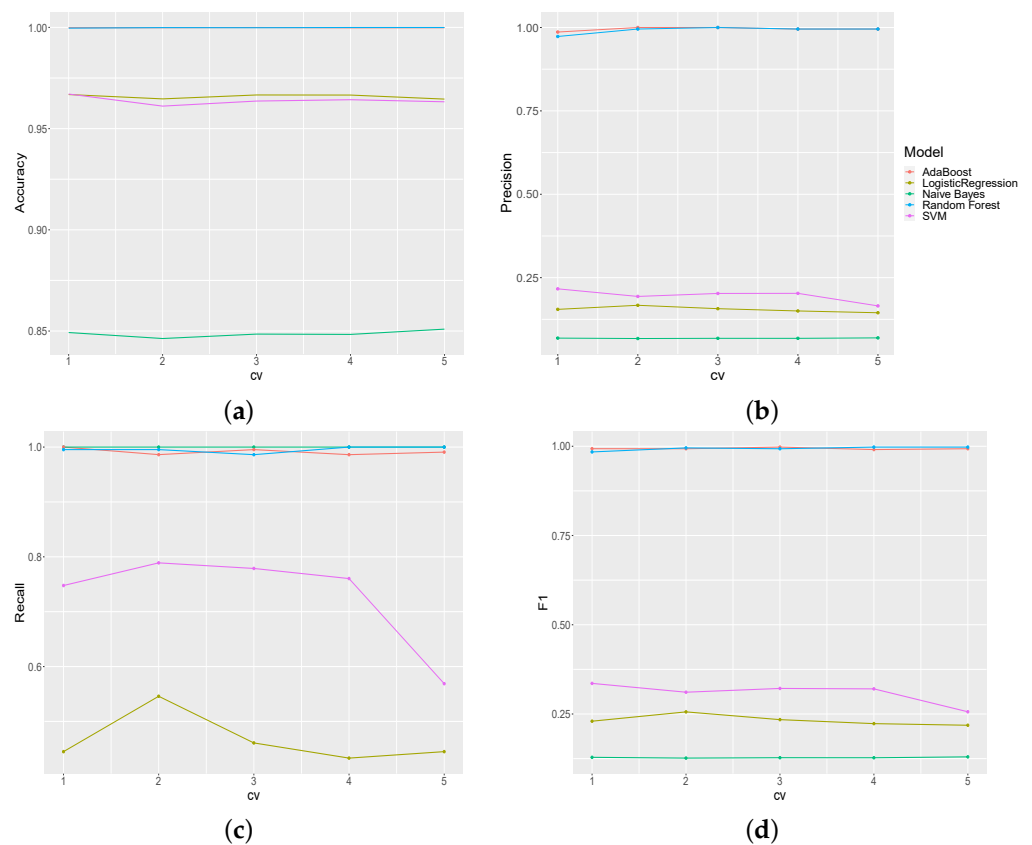 1.00
0.95
0.90
0.85
Accuracy
1 2 3 4 5
cv
(a)
1.00
0.75
0.50
0.25
Precision
1 2 3 4 5
cv
(b)
Model
AdaBoost
LogisticRegression
Naive Bayes
Random Forest
SVM
1.0
0.8
0.6
Recall
1 2 3 4 5
cv
(c)
1.00
0.75
0.50
0.25
F1
1 2 3 4 5
cv
(d)